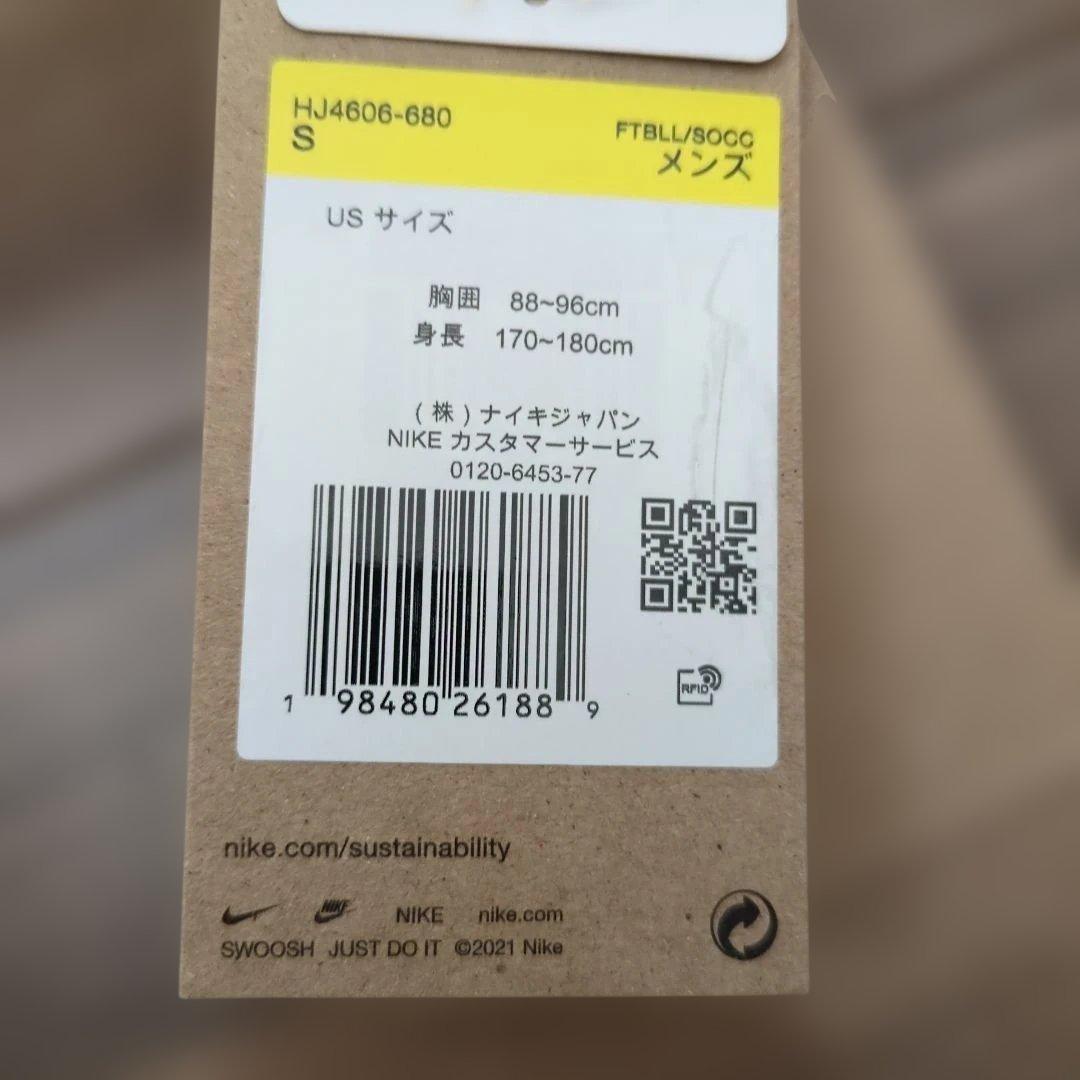 HJ4606-680
S
FTBLL/SOCC
メンズ
US サイズ
胸囲 88~96cm
身長 170~180cm
(株)ナイキジャパン
NIKE カスタマーサービス
0120-6453-77
1 98480 26188 9
RFID
nike.com/sustainability
NIKE NIKE nike.com
SWOOSH JUST DO IT ©2021 Nike